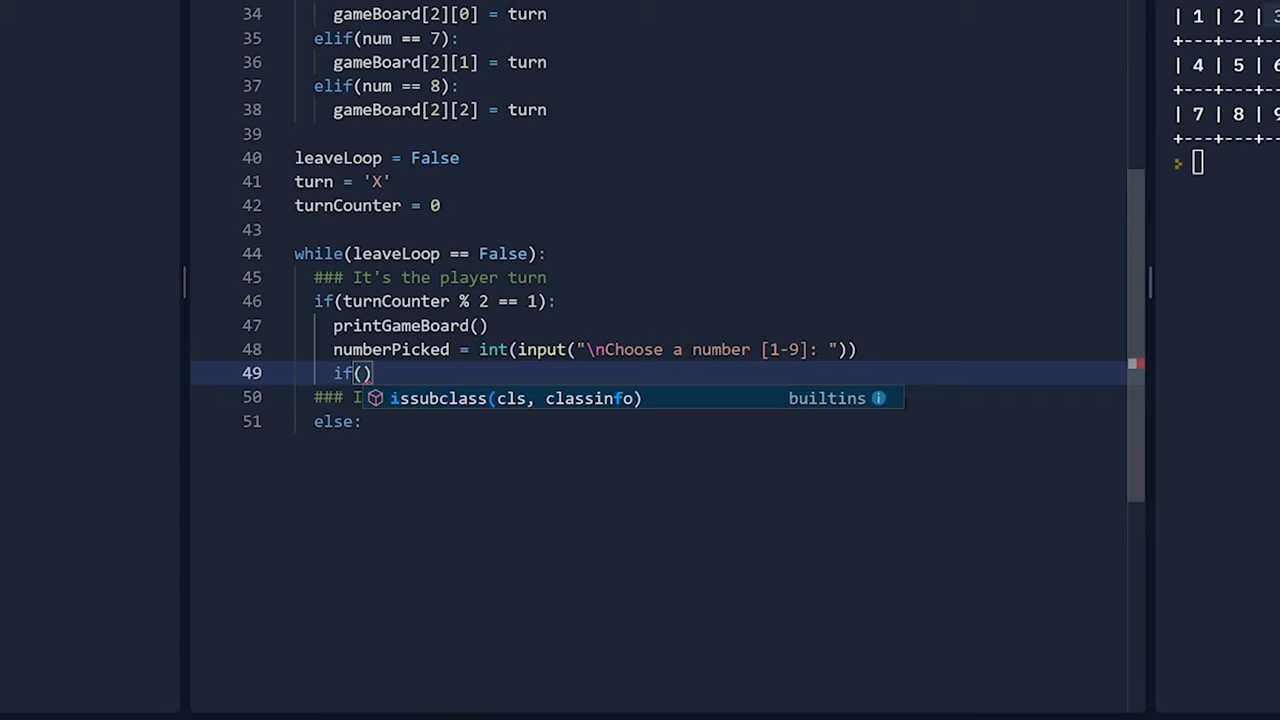 34 gameBoard[2][0] = turn
35 elif(num == 7):
36 gameBoard[2][1] = turn
37 elif(num == 8):
38 gameBoard[2][2] = turn
39
40 leaveLoop = False
41 turn = 'X'
42 turnCounter = 0
43
44 while(leaveLoop == False):
45 ### It's the player turn
46 if(turnCounter % 2 == 1):
47 printGameBoard()
48 numberPicked = int(input("\nChoose a number [1-9]: "))
49 if()
50 ### I
issubclass(cls, classinfo) builtins
51 else:
| 1 | 2 | 3
+---+---+--
| 4 | 5 | 6
+---+---+--
| 7 | 8 | 9
+---+---+--